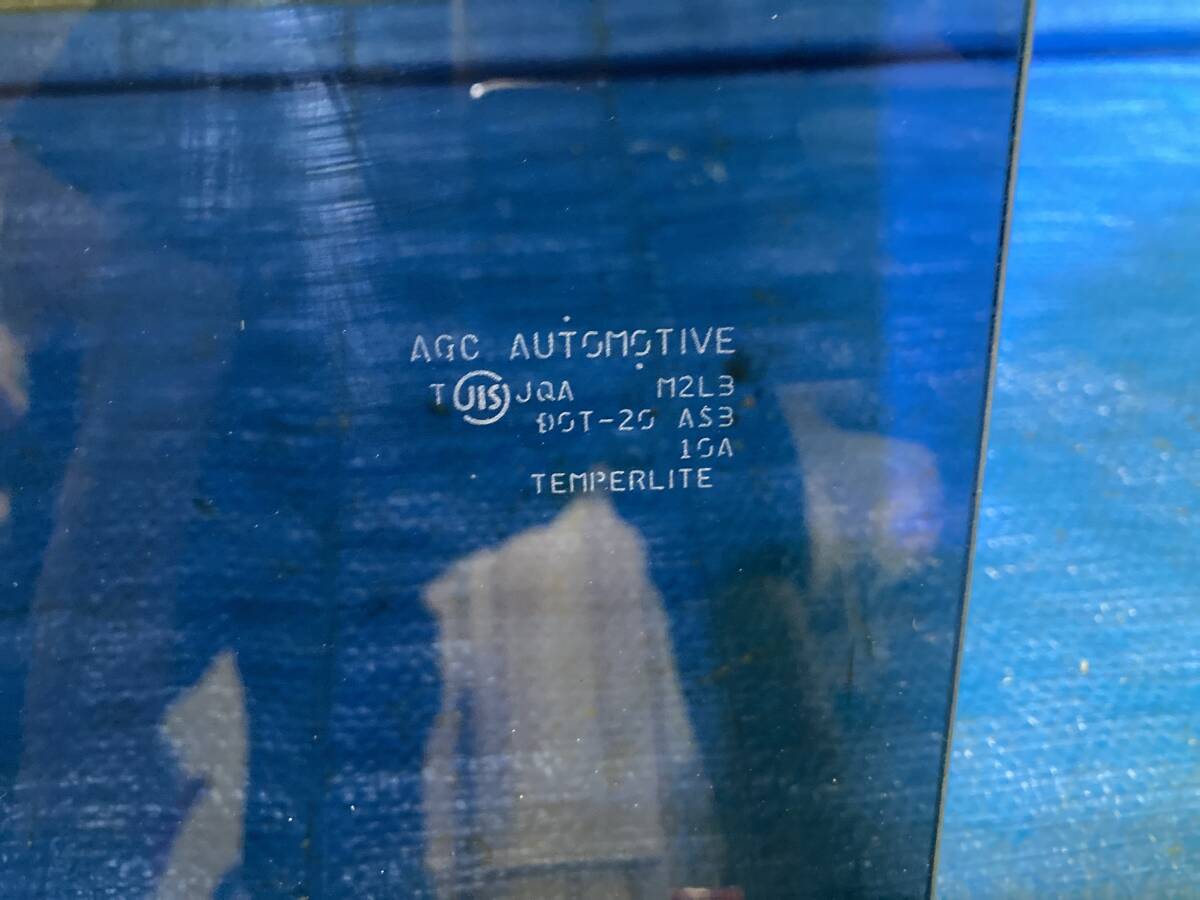 AGC AUTOMOTIVE
T JIS JQA M2L3
DOT-20 AS3
10A
TEMPERLITE